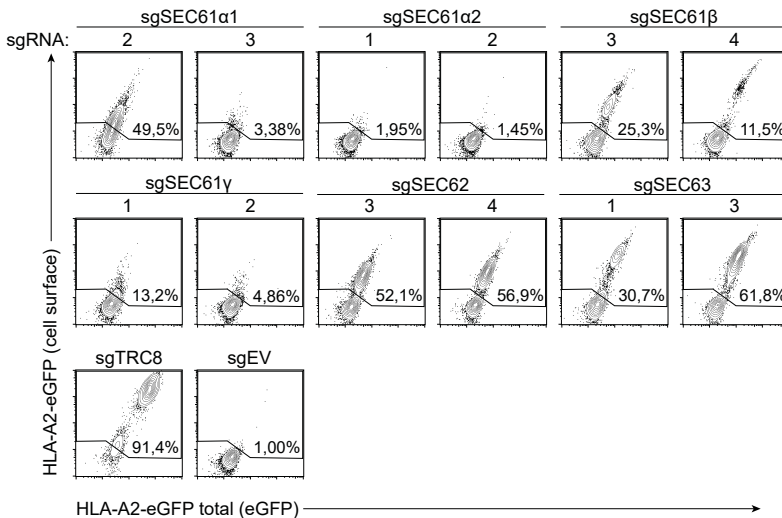 sgSEC61α1 sgSEC61α2 sgSEC61β
sgRNA: 2 3 1 2 3 4
49,5% 3,38% 1,95% 1,45% 25,3% 11,5%
sgSEC61γ sgSEC62 sgSEC63
1 2 3 4 1 3
13,2% 4,86% 52,1% 56,9% 30,7% 61,8%
sgTRC8 sgEV
91,4% 1,00%
HLA-A2-eGFP (cell surface)
HLA-A2-eGFP total (eGFP)